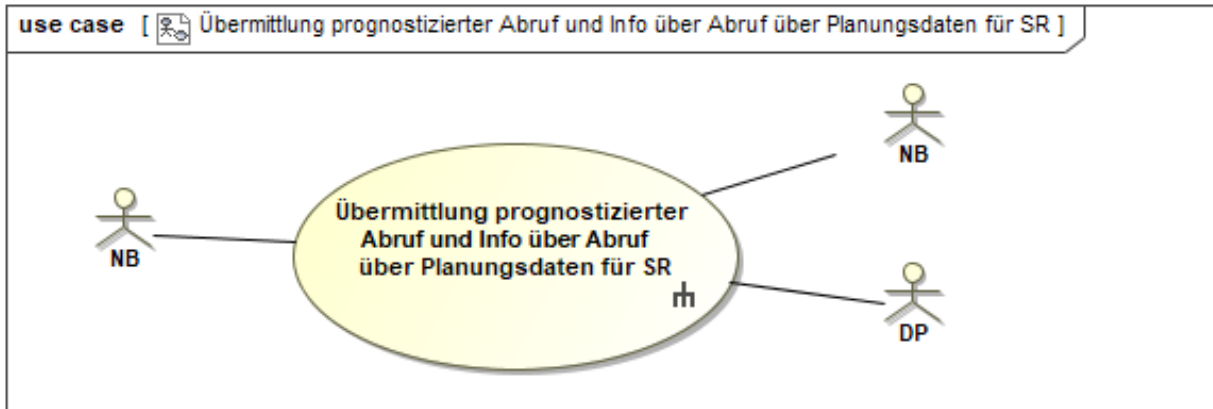 use case [ Übermittlung prognostizierter Abruf und Info über Abruf über Planungsdaten für SR ]
NB
Übermittlung prognostizierter
Abruf und Info über Abruf
über Planungsdaten für SR
NB
DP